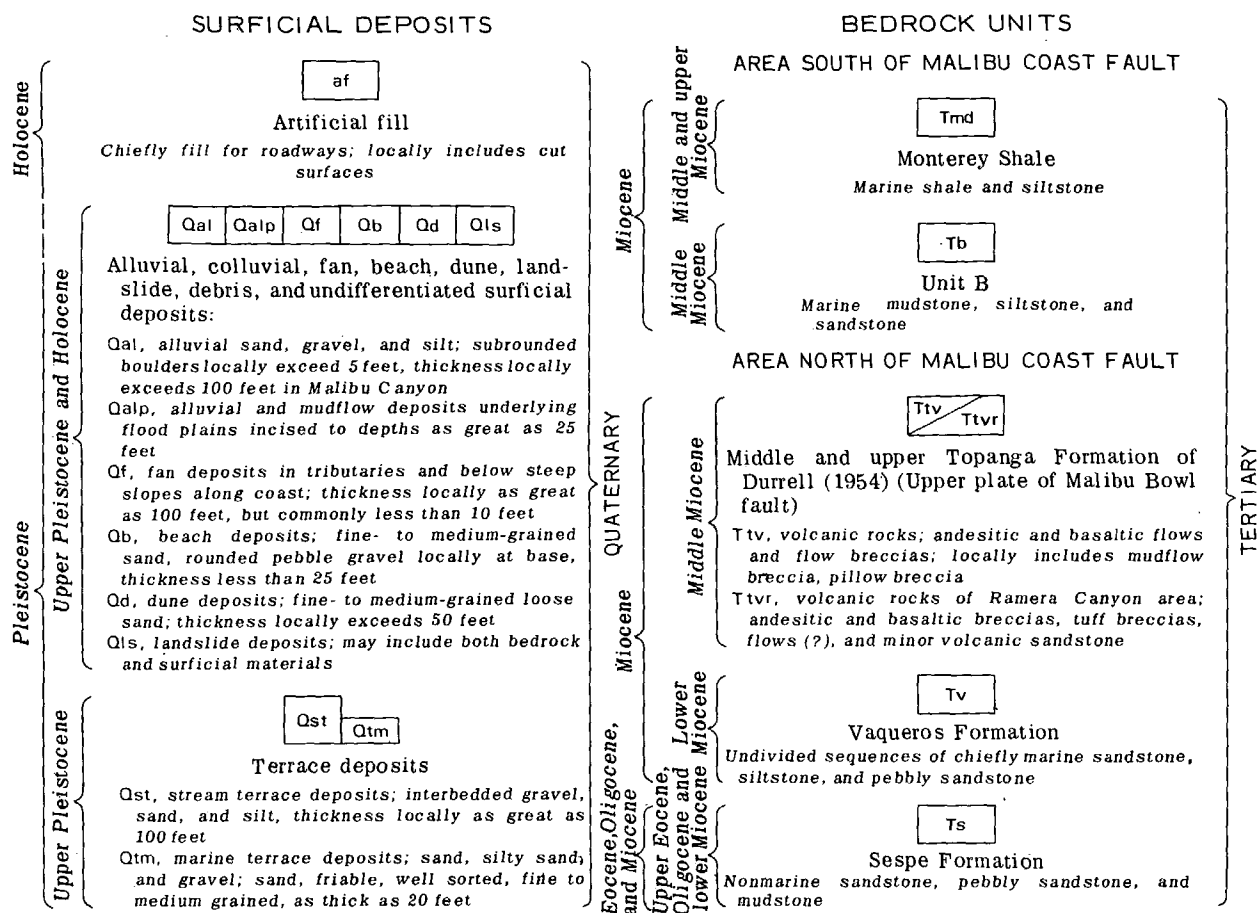 SURFICIAL DEPOSITS
Holocene
af
Artificial fill
Chiefly fill for roadways; locally includes cut
surfaces
Pleistocene
Upper Pleistocene and Holocene
Qal Qalp Qf Qb Qd Qls
Alluvial, colluvial, fan, beach, dune, land-
slide, debris, and undifferentiated surficial
deposits:
Qal, alluvial sand, gravel, and silt; subrounded
boulders locally exceed 5 feet, thickness locally
exceeds 100 feet in Malibu Canyon
Qalp, alluvial and mudflow deposits underlying
flood plains incised to depths as great as 25
feet
Qf, fan deposits in tributaries and below steep
slopes along coast; thickness locally as great
as 100 feet, but commonly less than 10 feet
Qb, beach deposits; fine- to medium-grained
sand, rounded pebble gravel locally at base,
thickness less than 25 feet
Qd, dune deposits; fine- to medium-grained loose
sand; thickness locally exceeds 50 feet
Qls, landslide deposits; may include both bedrock
and surficial materials
Upper Pleistocene
Qst Qtm
Terrace deposits
Qst, stream terrace deposits; interbedded gravel,
sand, and silt, thickness locally as great as
100 feet
Qtm, marine terrace deposits; sand, silty sand,
and gravel; sand, friable, well sorted, fine to
medium grained, as thick as 20 feet
QUATERNARY
BEDROCK UNITS
AREA SOUTH OF MALIBU COAST FAULT
Miocene
Middle and upper
Miocene
Tmd
Monterey Shale
Marine shale and siltstone
Middle
Miocene
Tb
Unit B
Marine mudstone, siltstone, and
sandstone
AREA NORTH OF MALIBU COAST FAULT
Miocene
Middle Miocene
Ttv Ttvr
Middle and upper Topanga Formation of
Durrell (1954) (Upper plate of Malibu Bowl
fault)
Ttv, volcanic rocks; andesitic and basaltic flows
and flow breccias; locally includes mudflow
breccia, pillow breccia
Ttvr, volcanic rocks of Ramera Canyon area;
andesitic and basaltic breccias, tuff breccias,
flows (?), and minor volcanic sandstone
Lower
Miocene
Tv
Vaqueros Formation
Undivided sequences of chiefly marine sandstone,
siltstone, and pebbly sandstone
Eocene, Oligocene,
and Miocene
Upper Eocene,
Oligocene and
lower Miocene
Ts
Sespe Formation
Nonmarine sandstone, pebbly sandstone, and
mudstone
TERTIARY